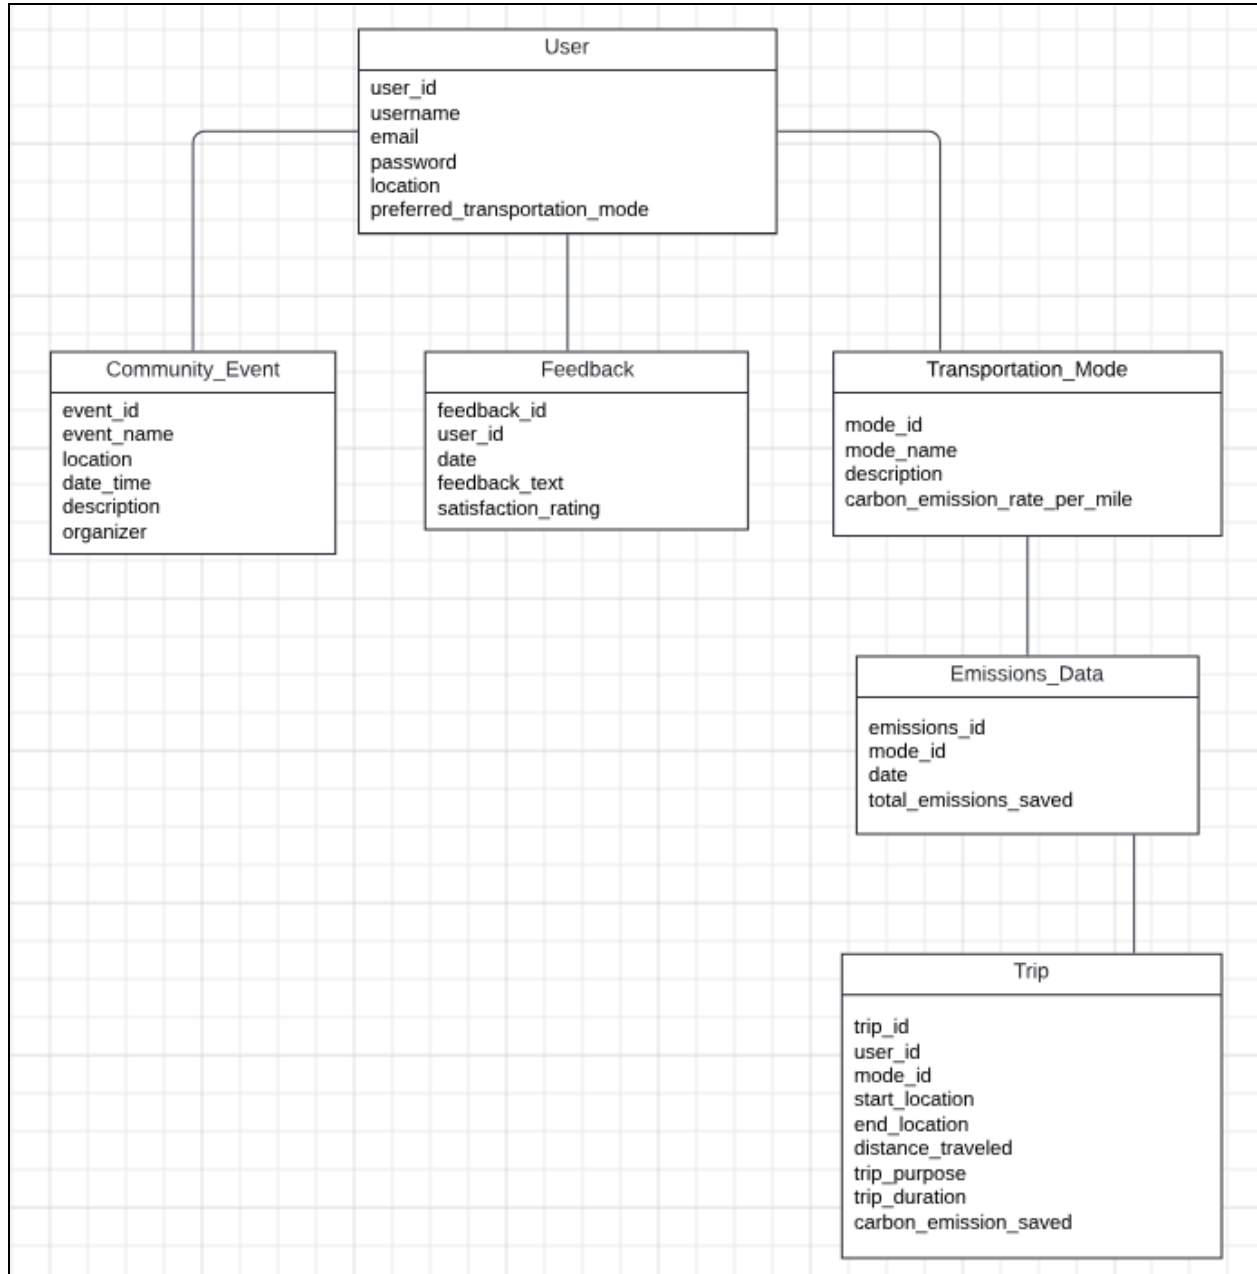 User
user_id
username
email
password
location
preferred_transportation_mode
Community_Event
event_id
event_name
location
date_time
description
organizer
Feedback
feedback_id
user_id
date
feedback_text
satisfaction_rating
Transportation_Mode
mode_id
mode_name
description
carbon_emission_rate_per_mile
Emissions_Data
emissions_id
mode_id
date
total_emissions_saved
Trip
trip_id
user_id
mode_id
start_location
end_location
distance_traveled
trip_purpose
trip_duration
carbon_emission_saved